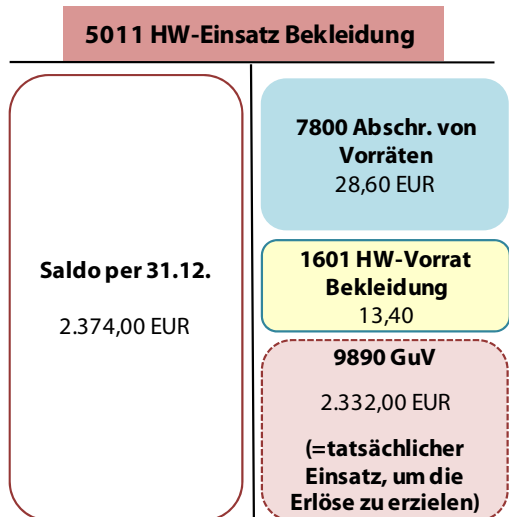 5011 HW-Einsatz Bekleidung
Saldo per 31.12.
2.374,00 EUR
7800 Abschr. von
Vorräten
28,60 EUR
1601 HW-Vorrat
Bekleidung
13,40
9890 GuV
2.332,00 EUR
(=tatsächlicher
Einsatz, um die
Erlöse zu erzielen)